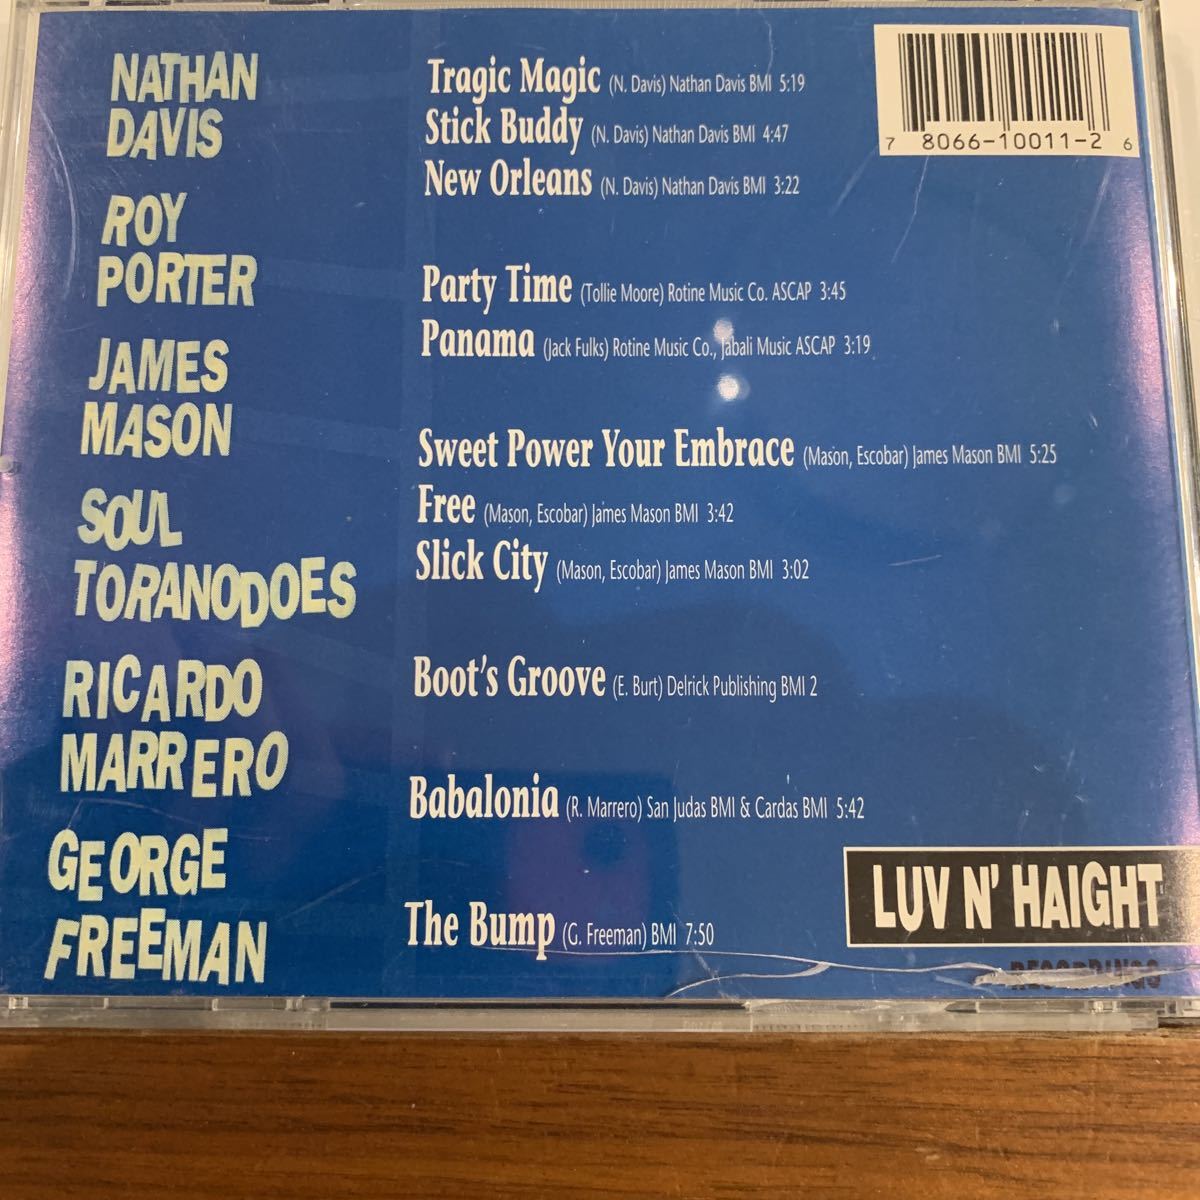 NATHAN
DAVIS
Tragic Magic (N. Davis) Nathan Davis BMI 5:19
Stick Buddy (N. Davis) Nathan Davis BMI 4:47
New Orleans (N. Davis) Nathan Davis BMI 3:22
7 8066-10011-2 6
ROY
PORTER
Party Time (Tollie Moore) Rotine Music Co. ASCAP 3:45
Panama (Jack Fulks) Rotine Music Co., Jabali Music ASCAP 3:19
JAMES
MASON
Sweet Power Your Embrace (Mason, Escobar) James Mason BMI 5:25
Free (Mason, Escobar) James Mason BMI 3:42
Slick City (Mason, Escobar) James Mason BMI 3:02
SOUL
TORANODOES
Boot's Groove (E. Burt) Delrick Publishing BMI 2
RICARDO
MARRERO
Babalonia (R. Marrero) San Judas BMI & Cardas BMI 5:42
GEORGE
FREEMAN
The Bump (G. Freeman) BMI 7:50
LUV N' HAIGHT
RECORDINGS